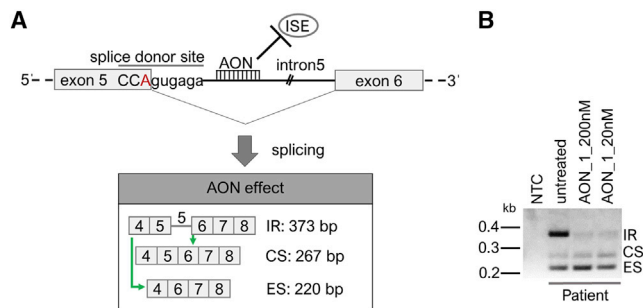 A
ISE
splice donor site
AON
intron5
5'
exon 5 CCAgugaga
exon 6
3'
splicing
AON effect
4 5 5 6 7 8 IR: 373 bp
4 5 6 7 8 CS: 267 bp
4 6 7 8 ES: 220 bp
B
NTC
untreated
AON_1_200nM
AON_1_20nM
kb
0.4
IR
0.3
CS
0.2
ES
Patient